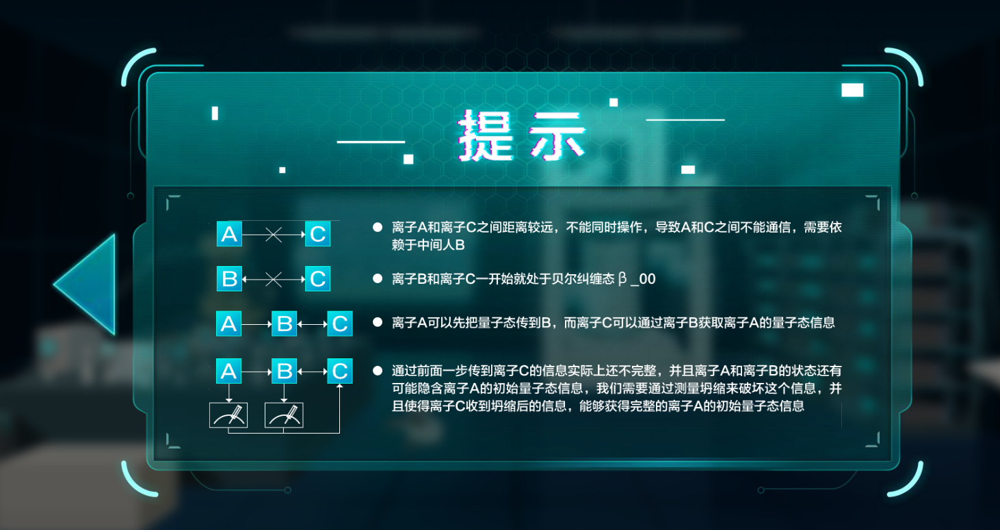 提示
A C
离子A和离子C之间距离较远，不能同时操作，导致A和C之间不能通信，需要依
赖于中间人B
B C
离子B和离子C一开始就处于贝尔纠缠态β_00
A B C
离子A可以先把量子态传到B，而离子C可以通过离子B获取离子A的量子态信息
A B C
通过前面一步传到离子C的信息实际上还不完整，并且离子A和离子B的状态还有
可能隐含离子A的初始量子态信息，我们需要通过测量坍缩来破坏这个信息，并
且使得离子C收到坍缩后的信息，能够获得完整的离子A的初始量子态信息